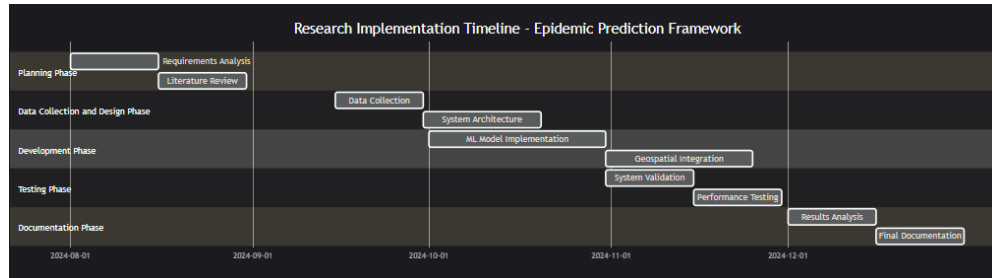 Research Implementation Timeline - Epidemic Prediction Framework
Requirements Analysis
Planning Phase
Literature Review
Data Collection
Data Collection and Design Phase
System Architecture
ML Model Implementation
Development Phase
Geospatial Integration
System Validation
Testing Phase
Performance Testing
Results Analysis
Documentation Phase
Final Documentation
2024-08-01
2024-09-01
2024-10-01
2024-11-01
2024-12-01